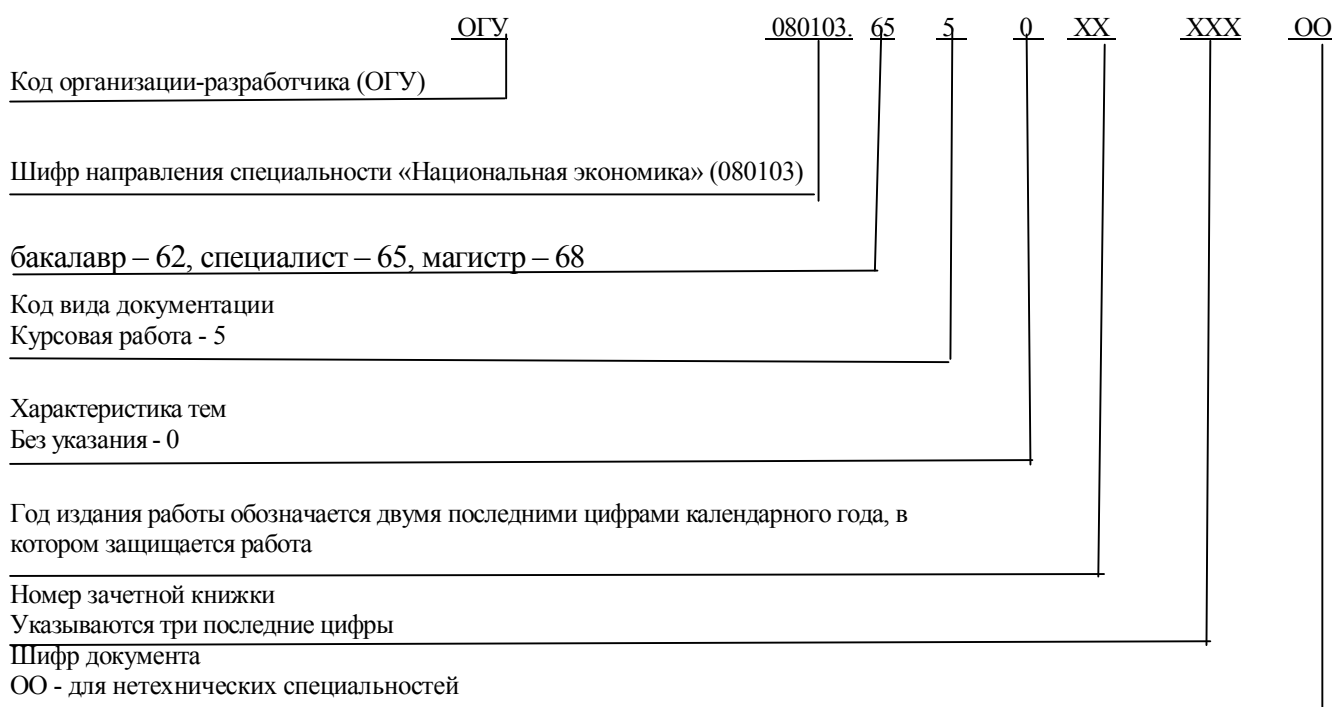 ОГУ 080103. 65 5 0 ХХ ХХХ ОО
Код организации-разработчика (ОГУ)
Шифр направления специальности «Национальная экономика» (080103)
бакалавр – 62, специалист – 65, магистр – 68
Код вида документации
Курсовая работа - 5
Характеристика тем
Без указания - 0
Год издания работы обозначается двумя последними цифрами календарного года, в
котором защищается работа
Номер зачетной книжки
Указываются три последние цифры
Шифр документа
ОО - для нетехнических специальностей